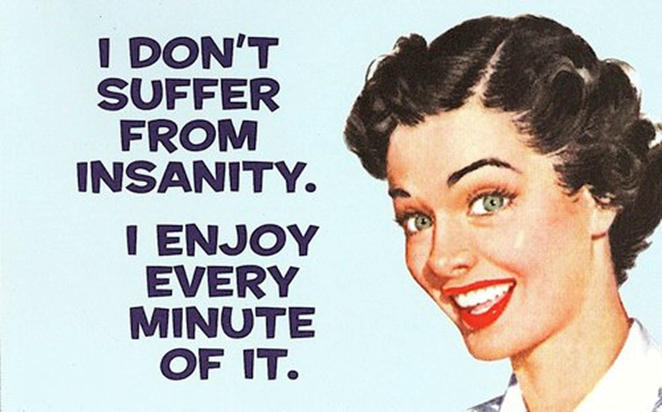 I DON'T
SUFFER
FROM
INSANITY.
I ENJOY
EVERY
MINUTE
OF IT.